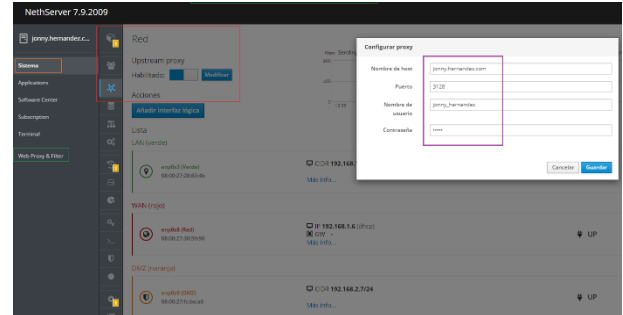 NethServer 7.9.2009
jonny.hernandez.c...
Sistema
Applications
Software Center
Subscription
Terminal
Web Proxy & Filter
Red
Upstream proxy
Habilitado:
Modificar
Acciones
Añadir interfaz lógica
Lista
LAN (verde)
enp0s3 (Verde)
CIDR 192.168.
Más info...
WAN (rojo)
enp0s8 (Red)
IP 192.168.1.6 (dhcp)
GW -
Más info...
UP
DMZ (naranja)
CIDR 192.168.2.7/24
Más info...
UP
Configurar proxy
Nombre de host
jonny.hernandez.com
Puerto
3128
Nombre de
usuario
jonny_hernandez
Contraseña
•••••
Cancelar
Guardar